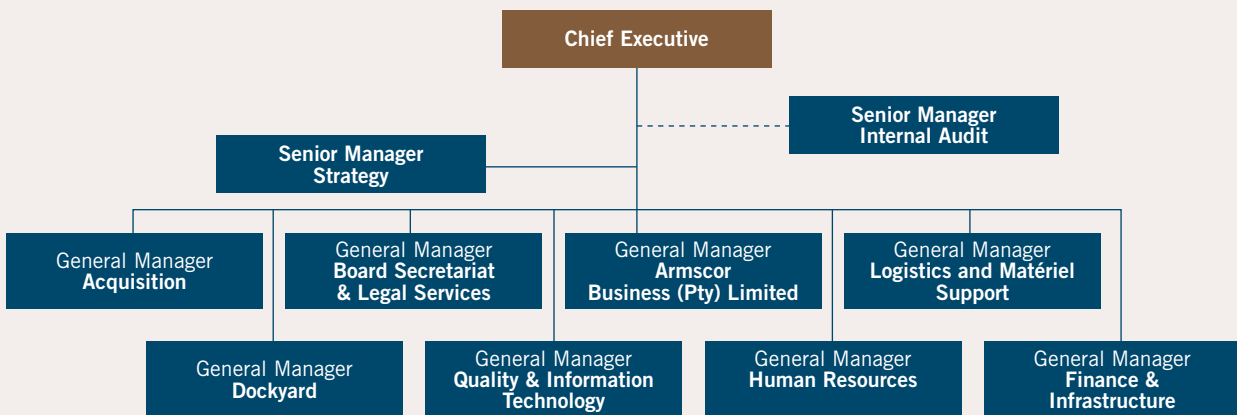 Chief Executive
Senior Manager
Internal Audit
Senior Manager
Strategy
General Manager
Acquisition
General Manager
Board Secretariat
& Legal Services
General Manager
Armscor
Business (Pty) Limited
General Manager
Logistics and Matériel
Support
General Manager
Dockyard
General Manager
Quality & Information
Technology
General Manager
Human Resources
General Manager
Finance &
Infrastructure